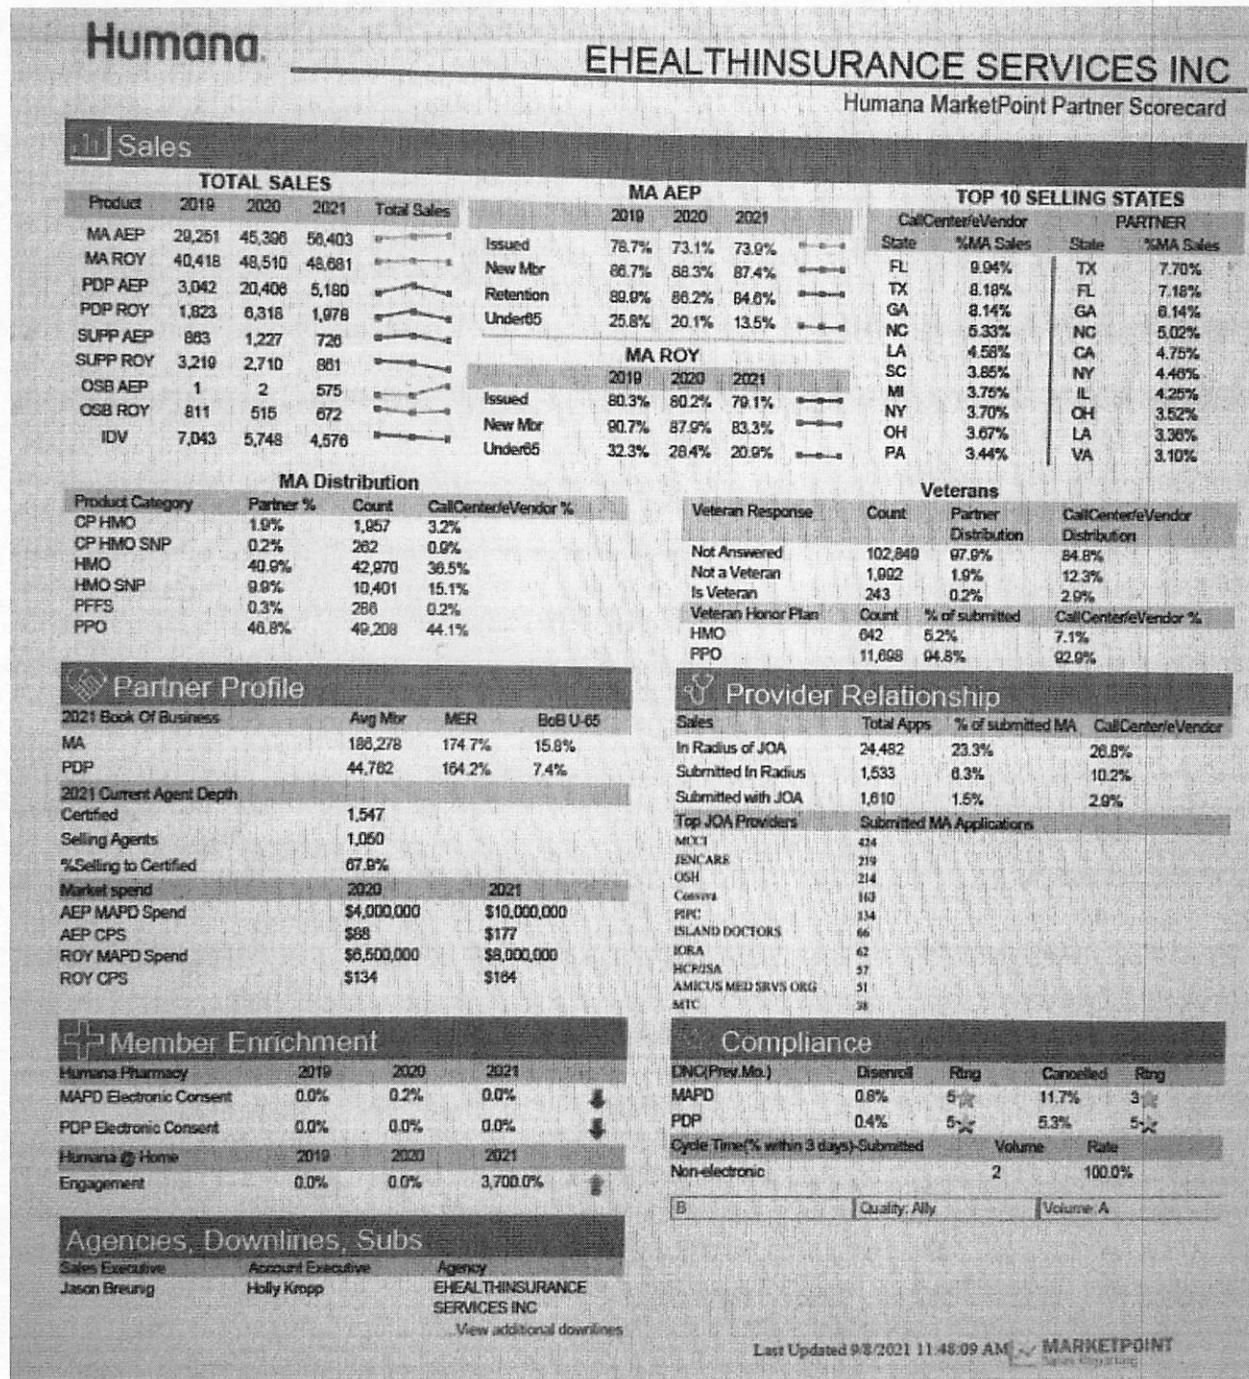 Humana
EHEALTHINSURANCE SERVICES INC
Humana MarketPoint Partner Scorecard
Sales
TOTAL SALES
Product 2019 2020 2021 Total Sales
MA AEP 29,251 45,396 56,403
MA ROY 40,418 48,510 48,681
PDP AEP 3,042 20,406 5,180
PDP ROY 1,823 6,318 1,978
SUPP AEP 863 1,227 726
SUPP ROY 3,219 2,710 861
OSB AEP 1 2 575
OSB ROY 811 515 672
IDV 7,043 5,748 4,576
MA AEP
2019 2020 2021
Issued 78.7% 73.1% 73.9%
New Mbr 86.7% 88.3% 87.4%
Retention 89.9% 86.2% 84.6%
Under65 25.8% 20.1% 13.5%
MA ROY
2019 2020 2021
Issued 80.3% 80.2% 79.1%
New Mbr 90.7% 87.9% 83.3%
Under65 32.3% 28.4% 20.9%
TOP 10 SELLING STATES
CallCenter/eVendor PARTNER
State %MA Sales State %MA Sales
FL 9.94% TX 7.70%
TX 8.18% FL 7.18%
GA 8.14% GA 6.14%
NC 5.33% NC 5.02%
LA 4.58% CA 4.75%
SC 3.85% NY 4.46%
MI 3.75% IL 4.25%
NY 3.70% OH 3.52%
OH 3.67% LA 3.36%
PA 3.44% VA 3.10%
MA Distribution
Product Category Partner % Count CallCenter/eVendor %
CP HMO 1.9% 1,957 3.2%
CP HMO SNP 0.2% 262 0.9%
HMO 40.9% 42,970 36.5%
HMO SNP 9.9% 10,401 15.1%
PFFS 0.3% 286 0.2%
PPO 46.8% 49,208 44.1%
Veterans
Veteran Response Count Partner Distribution CallCenter/eVendor Distribution
Not Answered 102,849 97.9% 84.8%
Not a Veteran 1,992 1.9% 12.3%
Is Veteran 243 0.2% 2.9%
Veteran Honor Plan Count % of submitted CallCenter/eVendor %
HMO 642 5.2% 7.1%
PPO 11,698 94.8% 92.9%
Partner Profile
2021 Book Of Business Avg Mbr MER BoB U-65
MA 186,278 174.7% 15.8%
PDP 44,762 164.2% 7.4%
2021 Current Agent Depth
Certified 1,547
Selling Agents 1,050
%Selling to Certified 67.9%
Market spend 2020 2021
AEP MAPD Spend $4,000,000 $10,000,000
AEP CPS $88 $177
ROY MAPD Spend $6,500,000 $8,000,000
ROY CPS $134 $164
Provider Relationship
Sales Total Apps % of submitted MA CallCenter/eVendor
In Radius of JOA 24,482 23.3% 26.8%
Submitted In Radius 1,533 6.3% 10.2%
Submitted with JOA 1,610 1.5% 2.9%
Top JOA Providers Submitted MA Applications
MCCI 424
JENCARE 219
OSH 214
Conviva 163
PIPC 134
ISLAND DOCTORS 66
IORA 62
HCP/JSA 57
AMICUS MED SRVS ORG 51
MTC 38
Member Enrichment
Humana Pharmacy 2019 2020 2021
MAPD Electronic Consent 0.0% 0.2% 0.0%
PDP Electronic Consent 0.0% 0.0% 0.0%
Humana @ Home 2019 2020 2021
Engagement 0.0% 0.0% 3,700.0%
Compliance
DNC(Prev.Mo.) Disenroll Rtng Cancelled Rtng
MAPD 0.8% 5 11.7% 3
PDP 0.4% 5 5.3% 5
Cycle Time(% within 3 days)-Submitted Volume Rate
Non-electronic 2 100.0%
B Quality: Ally Volume: A
Agencies, Downlines, Subs
Sales Executive Account Executive Agency
Jason Breunig Holly Kropp EHEALTHINSURANCE
SERVICES INC
View additional downlines
Last Updated 9/8/2021 11:48:09 AM MARKETPOINT
Sales Reporting